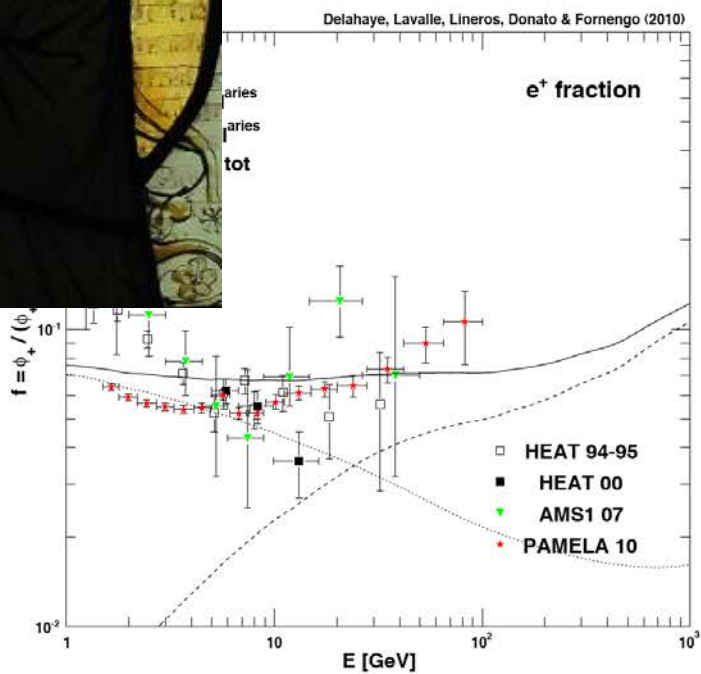 Delahaye, Lavalle, Lineros, Donato & Fornengo (2010)
e⁺ fraction
aries
aries
tot
f = ϕ₊ / (ϕ₊
10⁻¹
10⁻²
HEAT 94-95
HEAT 00
AMS1 07
PAMELA 10
1
10
10²
10³
E [GeV]